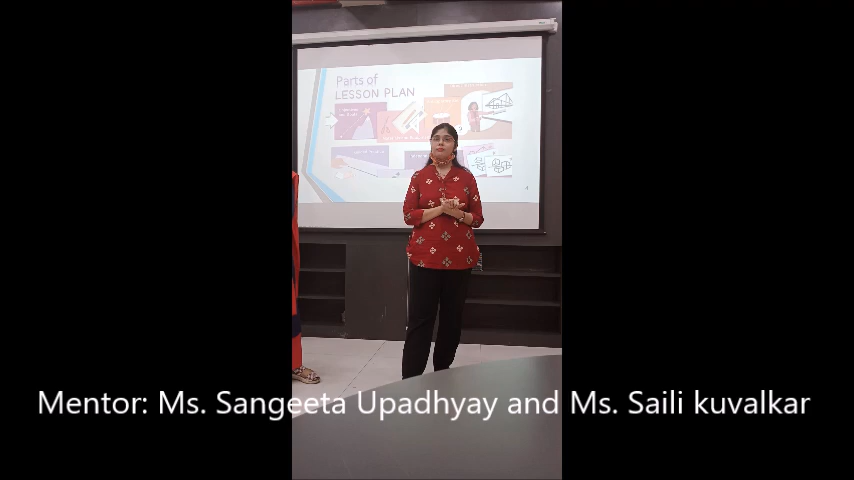 Parts of
LESSON PLAN
Mentor: Ms. Sangeeta Upadhyay and Ms. Saili kuvalkar